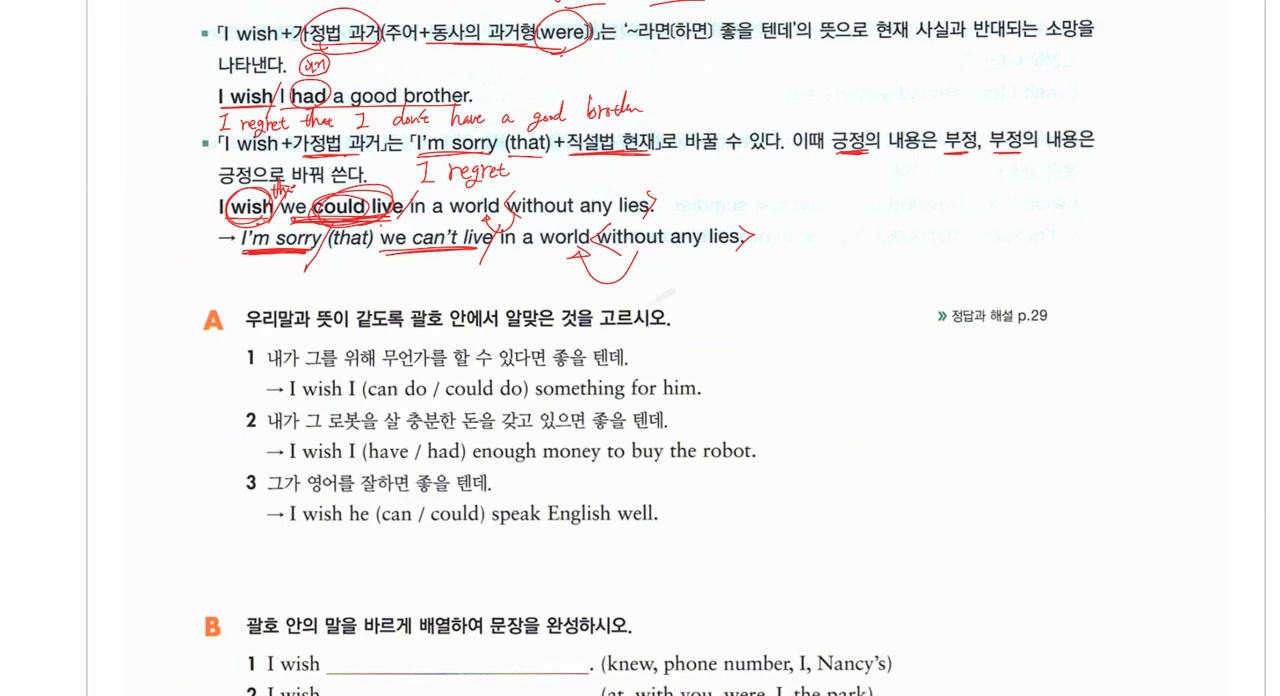 「I wish+가정법 과거(주어+동사의 과거형(were))」는 '~라면(하면) 좋을 텐데'의 뜻으로 현재 사실과 반대되는 소망을
나타낸다.
I wish I had a good brother.
I regret that I don't have a good brother
「I wish+가정법 과거」는 「I'm sorry (that)+직설법 현재」로 바꿀 수 있다. 이때 긍정의 내용은 부정, 부정의 내용은
긍정으로 바꿔 쓴다.
I regret
I wish we could live in a world without any lies.
→ I'm sorry (that) we can't live in a world without any lies.
A 우리말과 뜻이 같도록 괄호 안에서 알맞은 것을 고르시오.
» 정답과 해설 p.29
1 내가 그를 위해 무언가를 할 수 있다면 좋을 텐데.
→ I wish I (can do / could do) something for him.
2 내가 그 로봇을 살 충분한 돈을 갖고 있으면 좋을 텐데.
→ I wish I (have / had) enough money to buy the robot.
3 그가 영어를 잘하면 좋을 텐데.
→ I wish he (can / could) speak English well.
B 괄호 안의 말을 바르게 배열하여 문장을 완성하시오.
1 I wish ______________________. (knew, phone number, I, Nancy's)
2 I wish ______________________. (at, with you, were, I, the park)